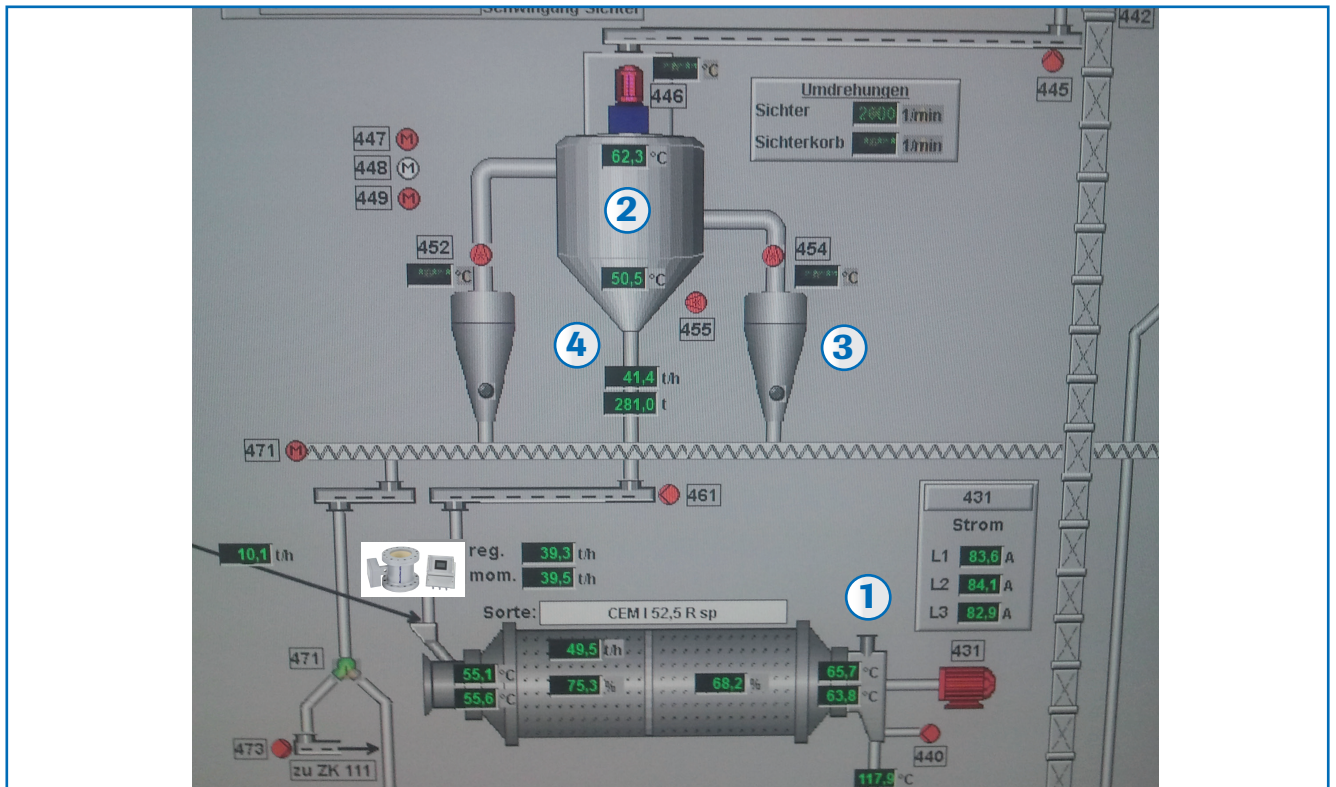 Schwingung Sichter
442
°C
445
446
Umdrehungen
Sichter 2000 1/min
Sichterkorb 1/min
447 M
448 M
449 M
62,3 °C
2
452
454
°C
50,5 °C
°C
455
4
3
41,4 t/h
281,0 t
471 M
461
431
Strom
L1 83,6 A
L2 84,1 A
L3 82,9 A
10,1 t/h
reg. 39,3 t/h
mom. 39,5 t/h
1
Sorte: CEM I 52,5 R sp
49,5 t/h
471
431
55,1 °C
75,3 %
68,2 %
65,7 °C
55,6 °C
63,8 °C
473
440
zu ZK 111
117,9 °C